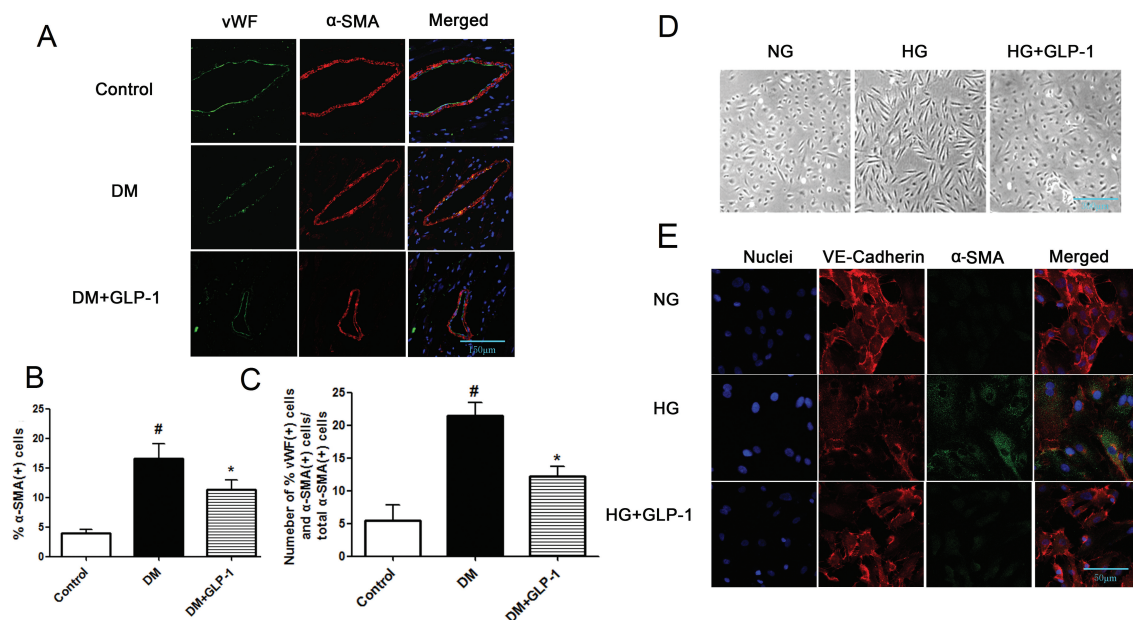 A
vWF α-SMA Merged
Control
DM
DM+GLP-1
150μm
B
% α-SMA(+) cells
25
20
15
10
5
0
#
*
Control DM DM+GLP-1
C
Numeber of % vWF(+) cells
and α-SMA(+) cells/
total α-SMA(+) cells
25
20
15
10
5
0
#
*
Control DM DM+GLP-1
D
NG HG HG+GLP-1
E
Nuclei VE-Cadherin α-SMA Merged
NG
HG
HG+GLP-1
50μm